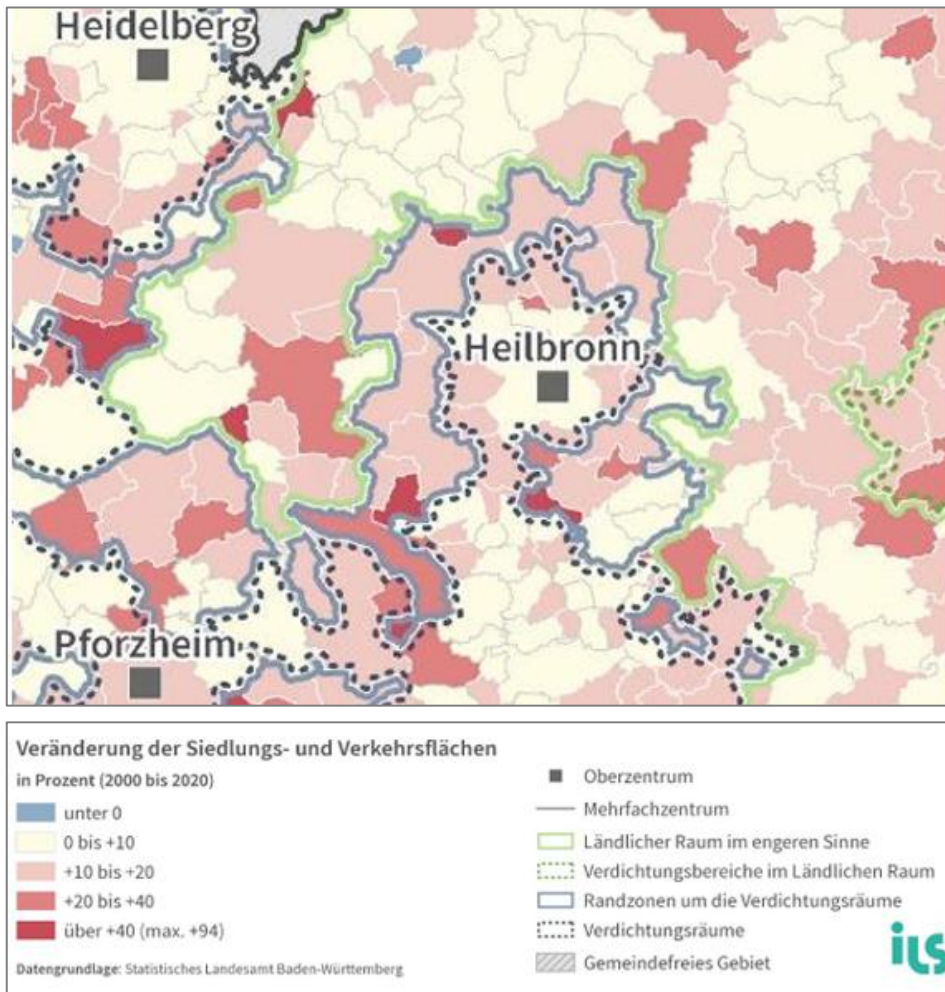 Heidelberg
Heilbronn
Pforzheim
Veränderung der Siedlungs- und Verkehrsflächen
in Prozent (2000 bis 2020)
unter 0
0 bis +10
+10 bis +20
+20 bis +40
über +40 (max. +94)
Datengrundlage: Statistisches Landesamt Baden-Württemberg
Oberzentrum
Mehrfachzentrum
Ländlicher Raum im engeren Sinne
Verdichtungsbereiche im Ländlichen Raum
Randzonen um die Verdichtungsräume
Verdichtungsräume
Gemeindefreies Gebiet
ils